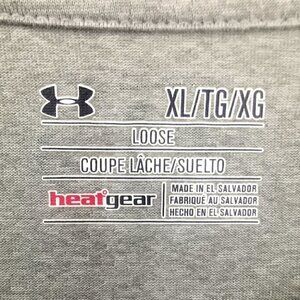 XL/TG/XG
LOOSE
COUPE LÂCHE/SUELTO
heatgear
MADE IN EL SALVADOR
FABRIQUÉ AU SALVADOR
HECHO EN EL SALVADOR